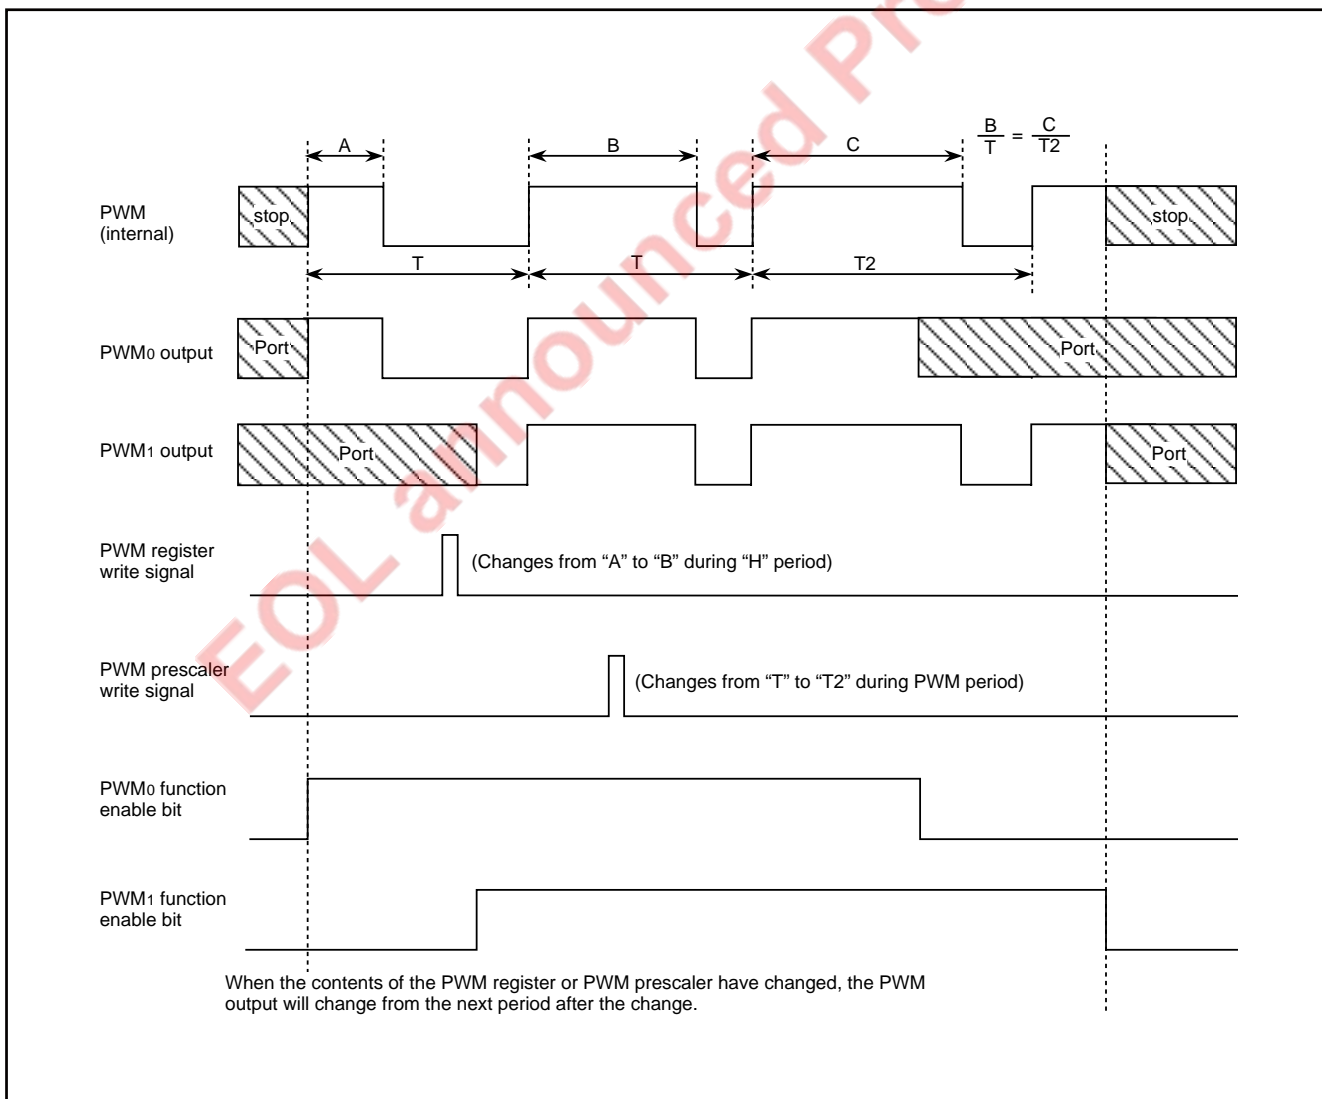 EOL announced Pro
A
B
C
B
T
=
C
T2
PWM
(internal)
stop
stop
T
T
T2
PWM0 output
Port
Port
PWM1 output
Port
Port
PWM register
write signal
(Changes from “A” to “B” during “H” period)
PWM prescaler
write signal
(Changes from “T” to “T2” during PWM period)
PWM0 function
enable bit
PWM1 function
enable bit
When the contents of the PWM register or PWM prescaler have changed, the PWM
output will change from the next period after the change.